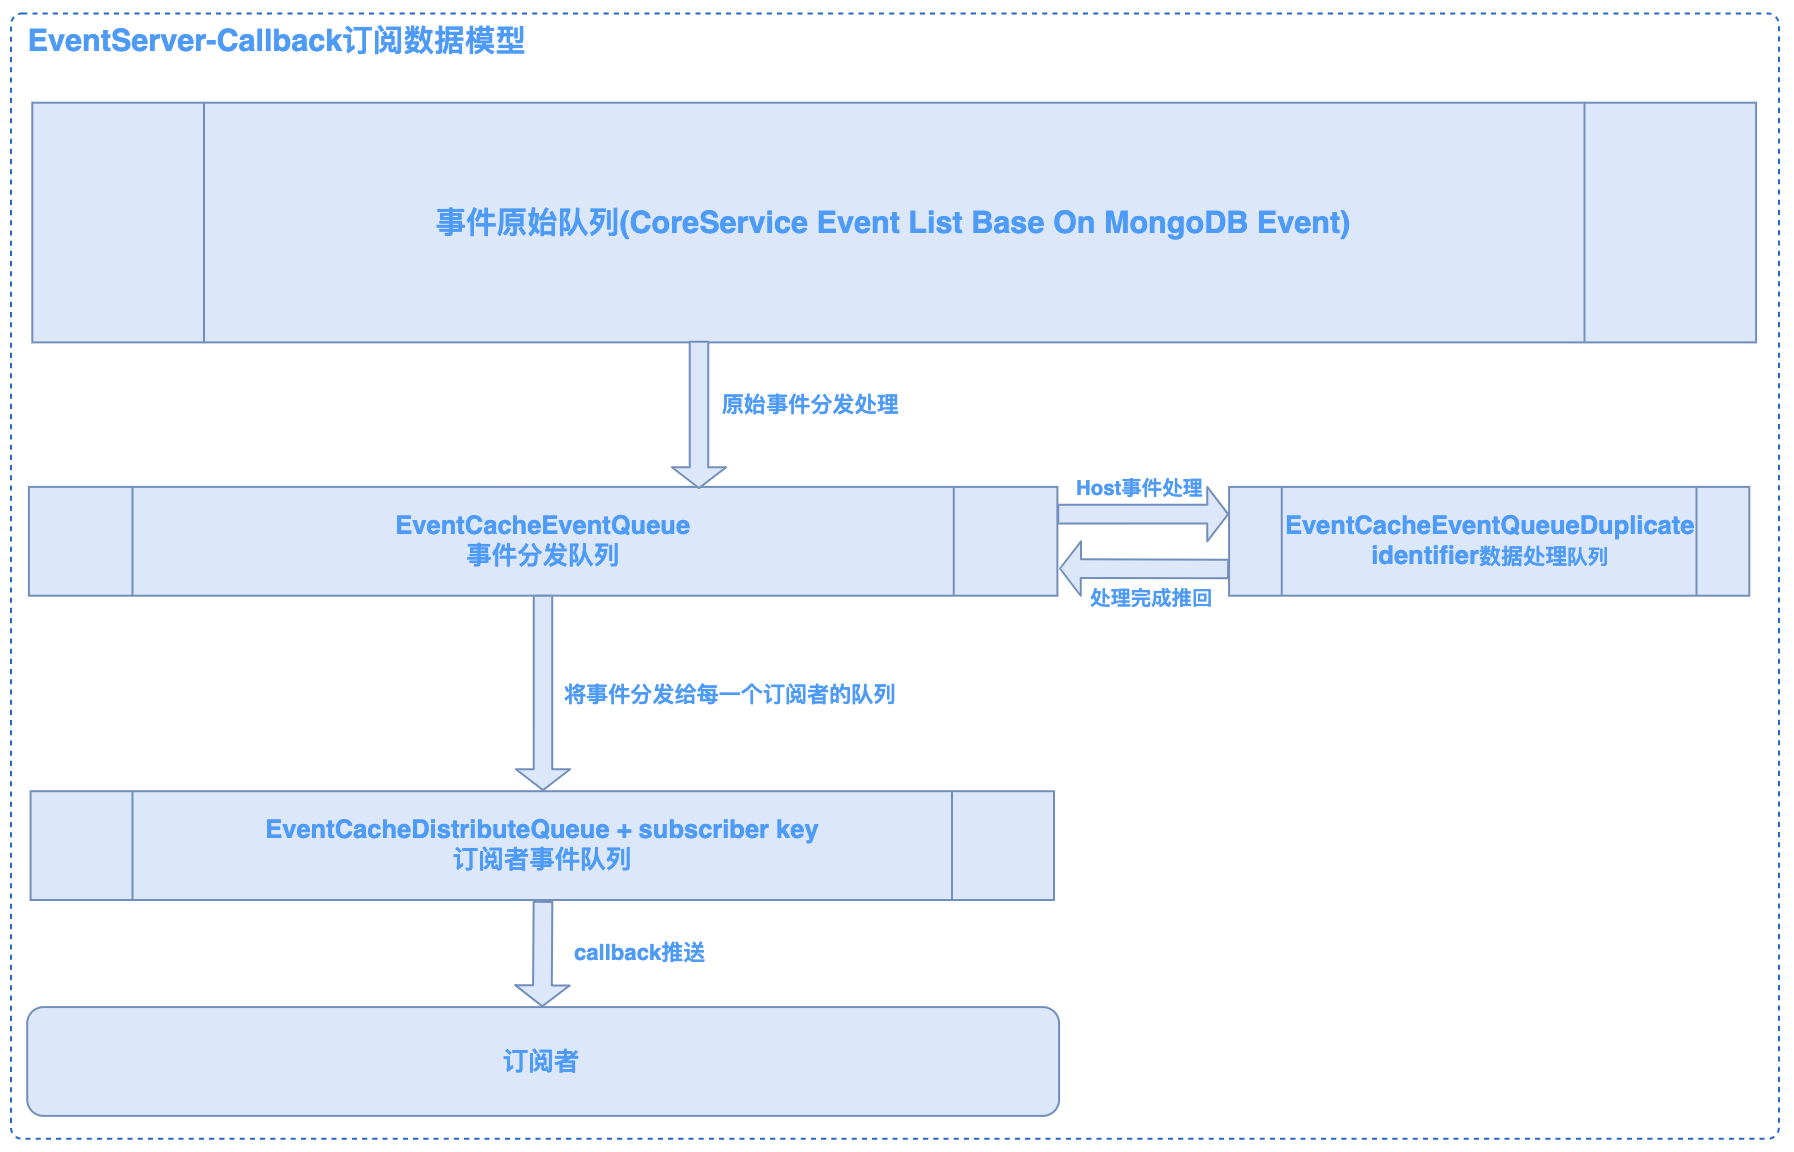 EventServer-Callback订阅数据模型
事件原始队列(CoreService Event List Base On MongoDB Event)
原始事件分发处理
Host事件处理
EventCacheEventQueue
事件分发队列
EventCacheEventQueueDuplicate
identifier数据处理队列
处理完成推回
将事件分发给每一个订阅者的队列
EventCacheDistributeQueue + subscriber key
订阅者事件队列
callback推送
订阅者